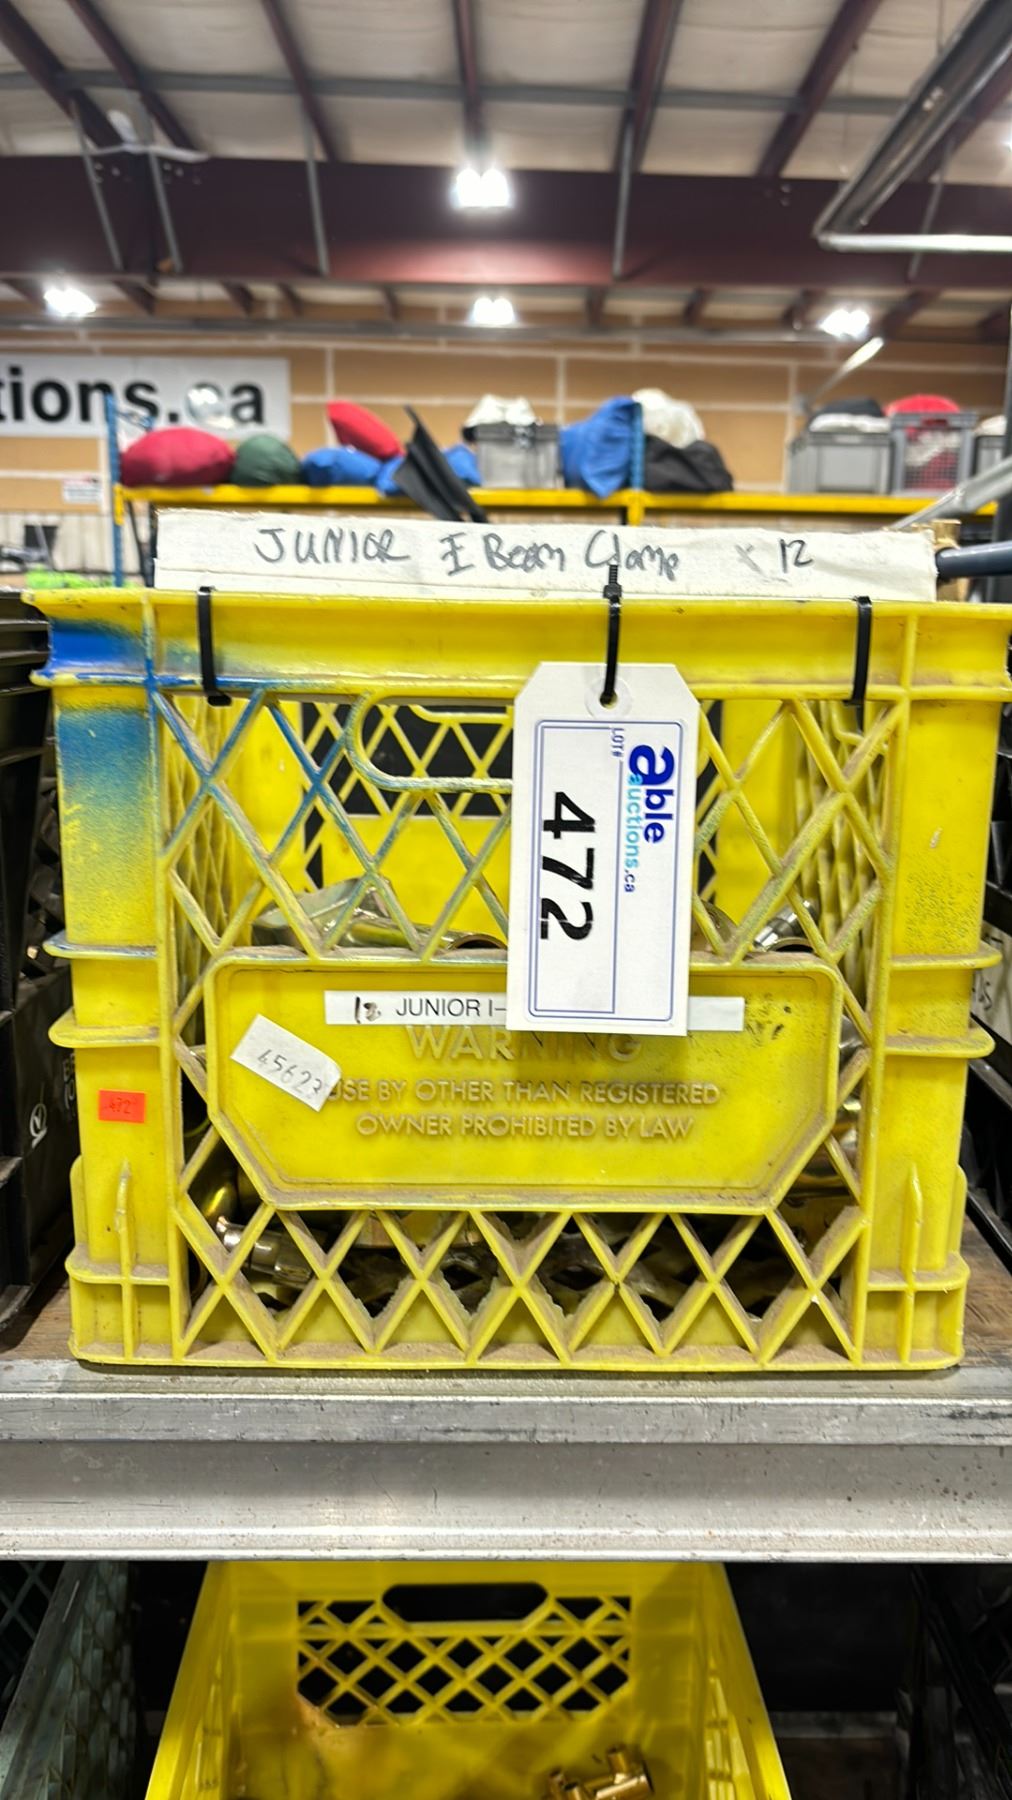 tions.ca
JUNIOR I Beam Clamp x 12
able
auctions.ca
LOT#
472
12 JUNIOR I-
45623
WARNING
USE BY OTHER THAN REGISTERED
OWNER PROHIBITED BY LAW
472